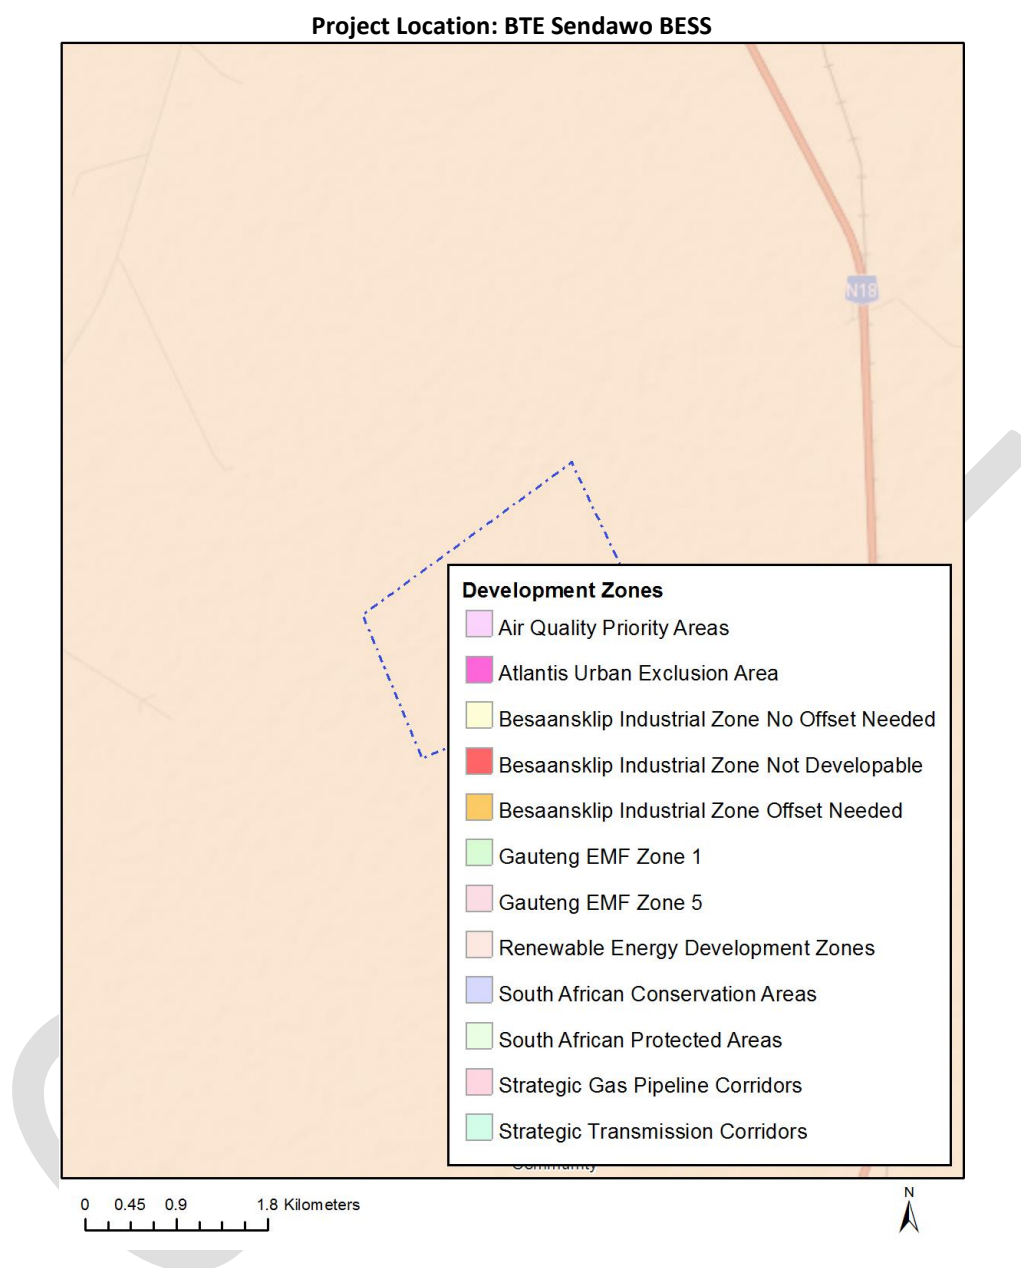 Project Location: BTE Sendawo BESS
N18
Development Zones
Air Quality Priority Areas
Atlantis Urban Exclusion Area
Besaansklip Industrial Zone No Offset Needed
Besaansklip Industrial Zone Not Developable
Besaansklip Industrial Zone Offset Needed
Gauteng EMF Zone 1
Gauteng EMF Zone 5
Renewable Energy Development Zones
South African Conservation Areas
South African Protected Areas
Strategic Gas Pipeline Corridors
Strategic Transmission Corridors
Community
0 0.45 0.9 1.8 Kilometers
N